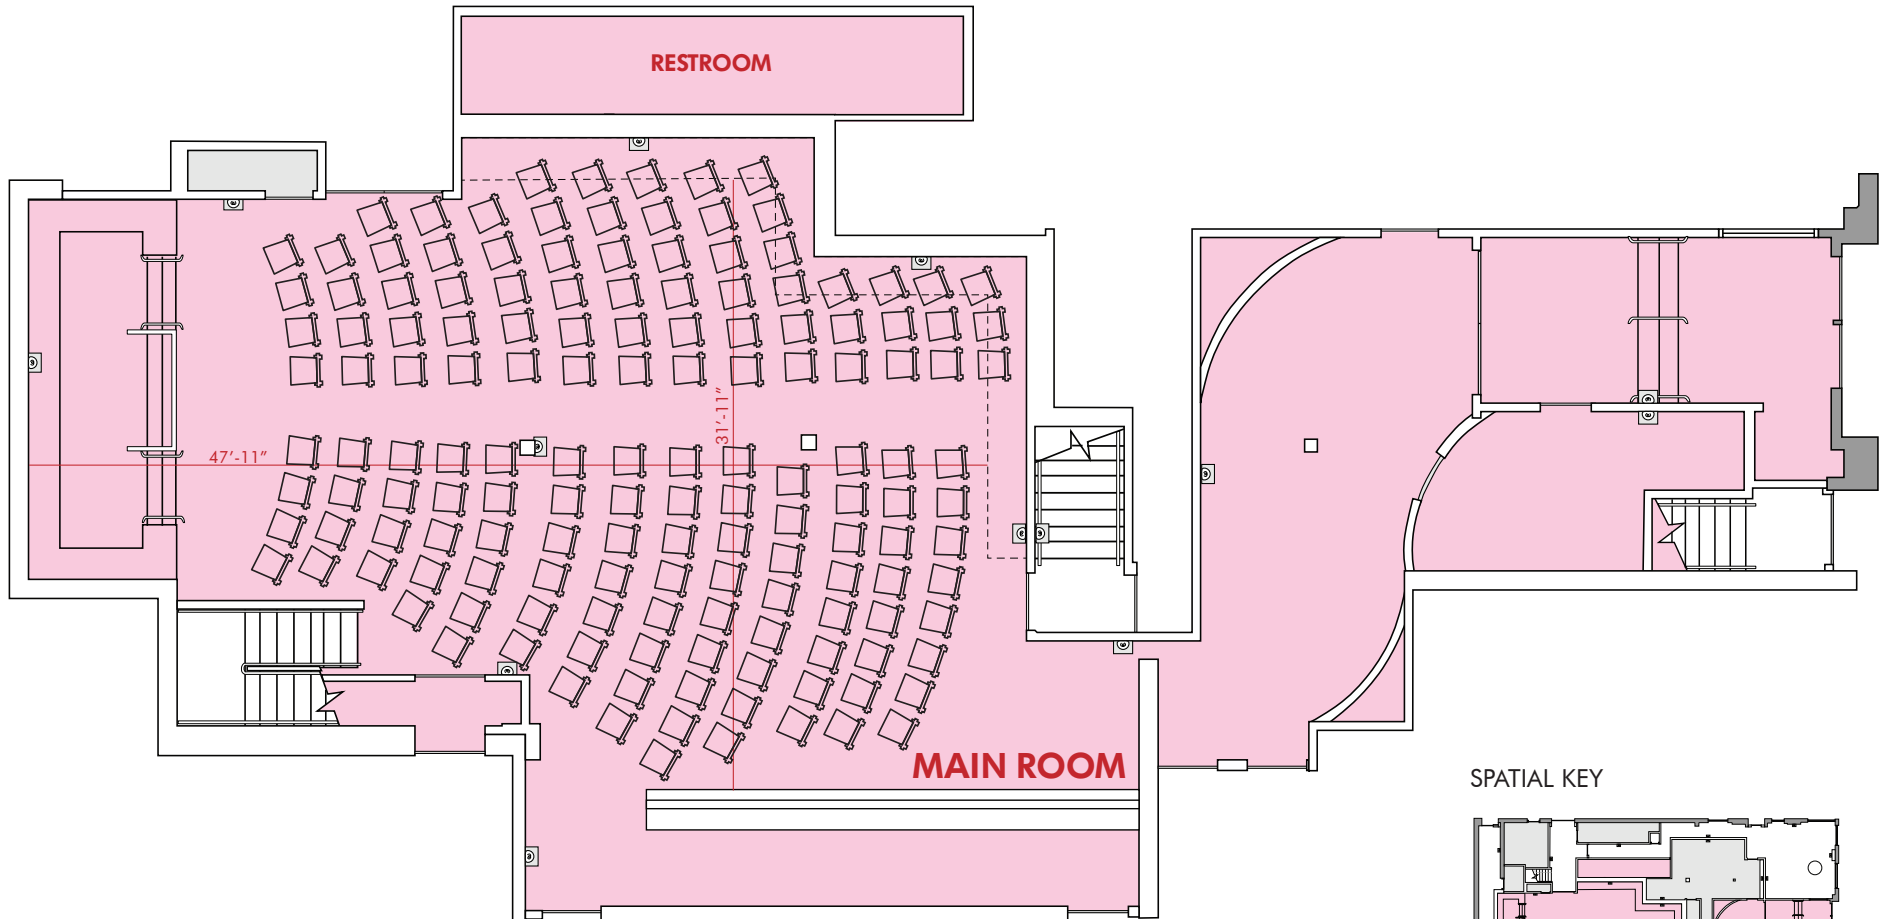 RESTROOM
31'-11"
47'-11"
MAIN ROOM
SPATIAL KEY